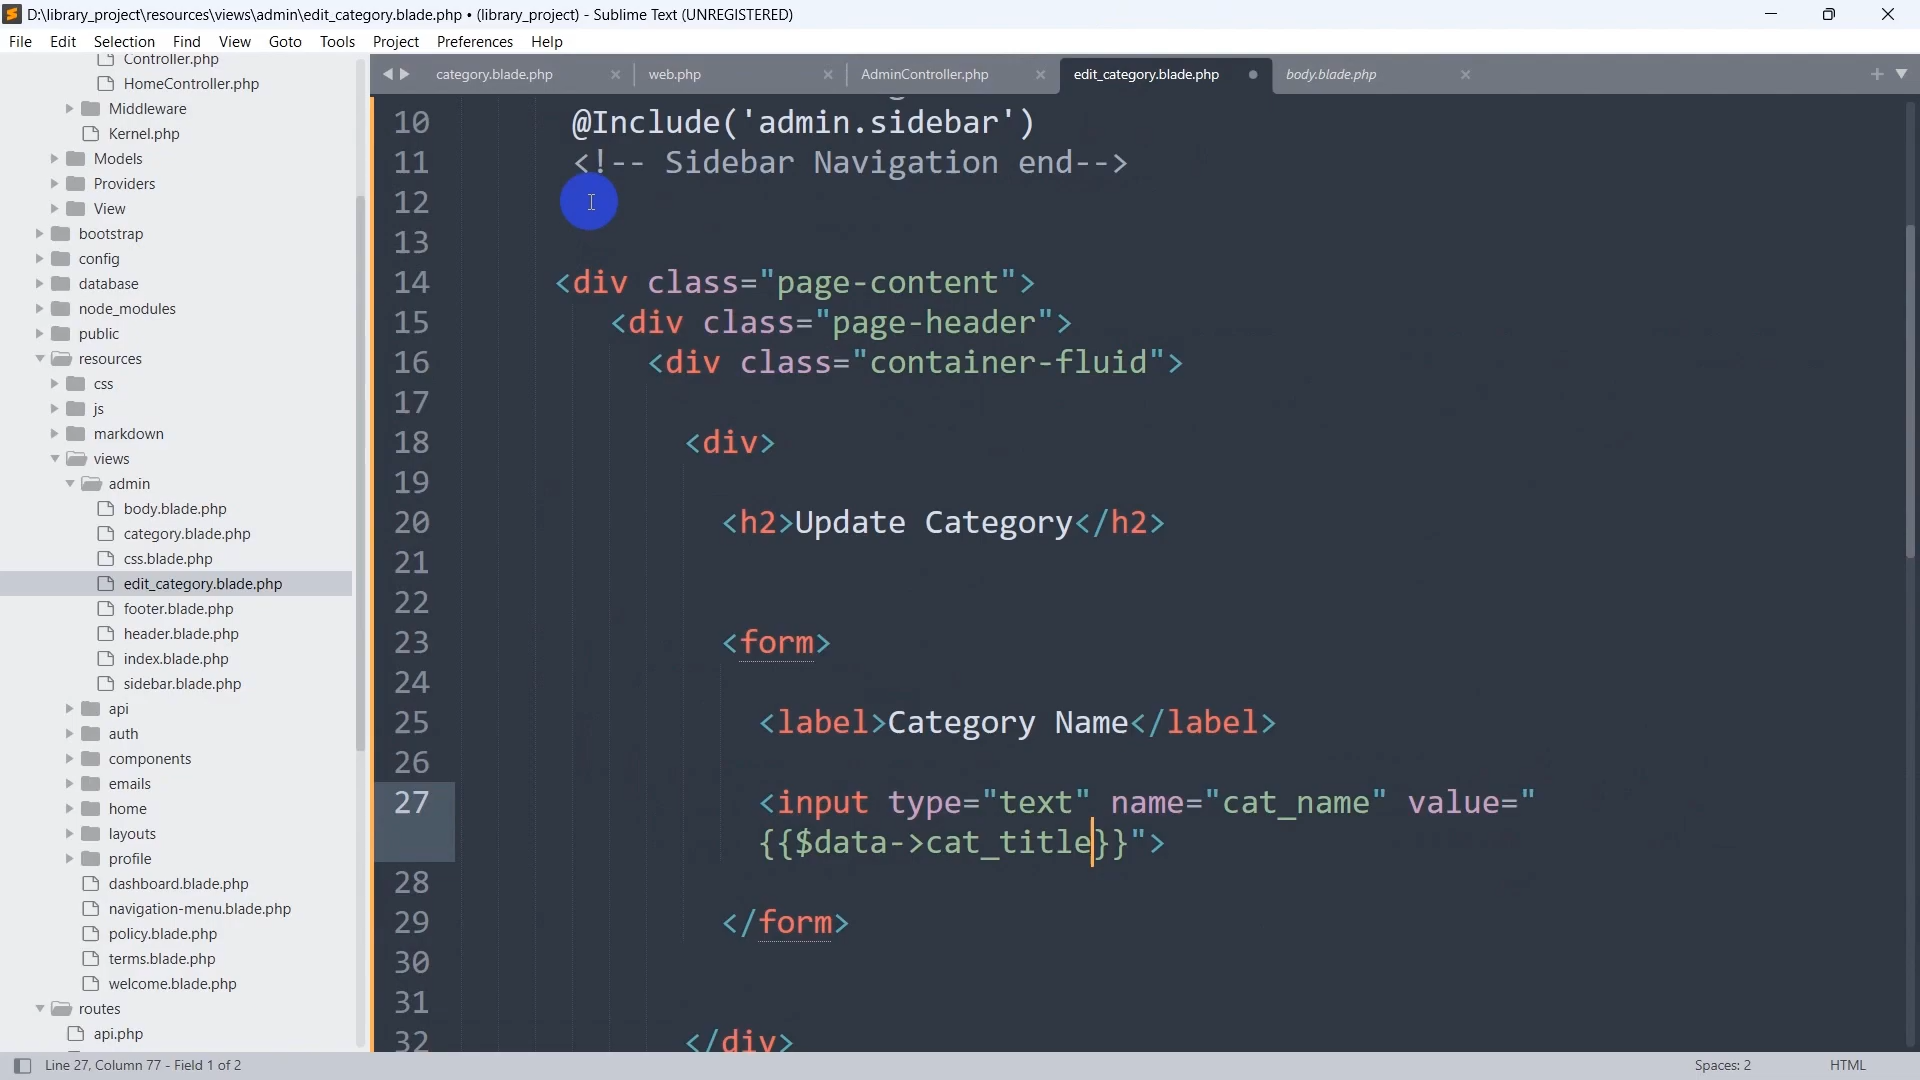 D:\library_project\resources\views\admin\edit_category.blade.php • (library_project) - Sublime Text (UNREGISTERED)
File Edit Selection Find View Goto Tools Project Preferences Help
Controller.php
HomeController.php
Middleware
Kernel.php
Models
Providers
View
bootstrap
config
database
node_modules
public
resources
css
js
markdown
views
admin
body.blade.php
category.blade.php
css.blade.php
edit_category.blade.php
footer.blade.php
header.blade.php
index.blade.php
sidebar.blade.php
api
auth
components
emails
home
layouts
profile
dashboard.blade.php
navigation-menu.blade.php
policy.blade.php
terms.blade.php
welcome.blade.php
routes
api.php
category.blade.php web.php AdminController.php edit_category.blade.php body.blade.php
10 @Include('admin.sidebar')
11 <!-- Sidebar Navigation end-->
12
13
14 <div class="page-content">
15 <div class="page-header">
16 <div class="container-fluid">
17
18 <div>
19
20 <h2>Update Category</h2>
21
22
23 <form>
24
25 <label>Category Name</label>
26
27 <input type="text" name="cat_name" value="
{{$data->cat_title}}">
28
29 </form>
30
31
32 </div>
Line 27, Column 77 - Field 1 of 2 Spaces: 2 HTML